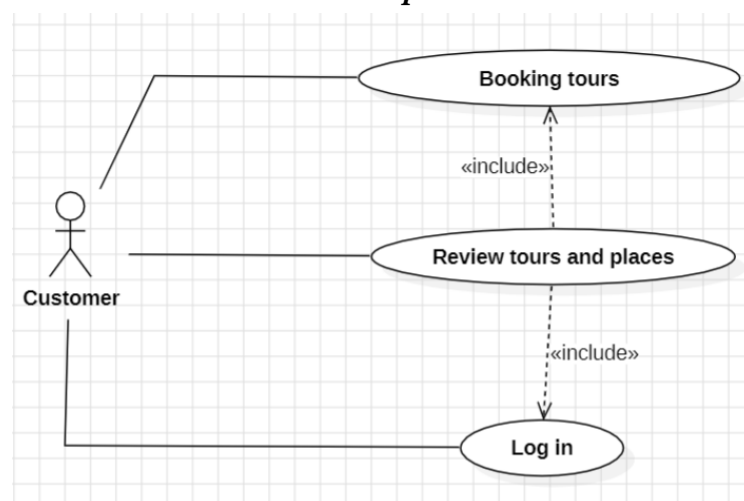 Booking tours
«include»
Review tours and places
Customer
«include»
Log in